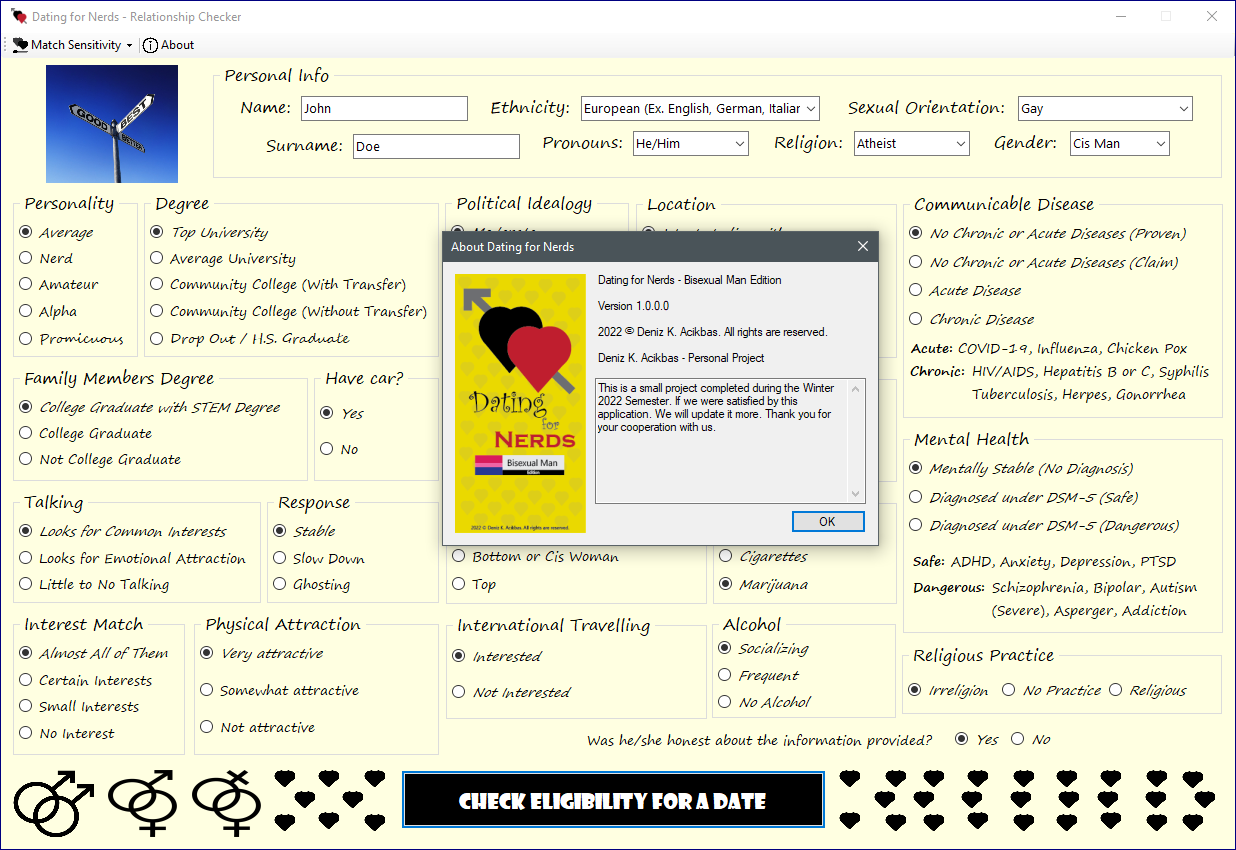 Dating for Nerds - Relationship Checker
Match Sensitivity
About
GOOD
BEST
BETTER
Personal Info
Name: John
Ethnicity: European (Ex. English, German, Italiar
Sexual Orientation: Gay
Surname: Doe
Pronouns: He/Him
Religion: Atheist
Gender: Cis Man
Personality
Average
Nerd
Amateur
Alpha
Promicuous
Degree
Top University
Average University
Community College (With Transfer)
Community College (Without Transfer)
Drop Out / H.S. Graduate
Political Idealogy
Location
Communicable Disease
No Chronic or Acute Diseases (Proven)
No Chronic or Acute Diseases (Claim)
Acute Disease
Chronic Disease
Acute: COVID-19, Influenza, Chicken Pox
Chronic: HIV/AIDS, Hepatitis B or C, Syphilis
Tuberculosis, Herpes, Gonorrhea
About Dating for Nerds
Dating for Nerds - Bisexual Man Edition
Version 1.0.0.0
2022 © Deniz K. Acikbas. All rights are reserved.
Deniz K. Acikbas - Personal Project
This is a small project completed during the Winter
2022 Semester. If we were satisfied by this
application. We will update it more. Thank you for
your cooperation with us.
OK
Dating
for
NERDS
Bisexual Man
Edition
2022 © Deniz K. Acikbas. All rights are reserved.
Family Members Degree
College Graduate with STEM Degree
College Graduate
Not College Graduate
Have car?
Yes
No
Mental Health
Mentally Stable (No Diagnosis)
Diagnosed under DSM-5 (Safe)
Diagnosed under DSM-5 (Dangerous)
Safe: ADHD, Anxiety, Depression, PTSD
Dangerous: Schizophrenia, Bipolar, Autism
(Severe), Asperger, Addiction
Talking
Looks for Common Interests
Looks for Emotional Attraction
Little to No Talking
Response
Stable
Slow Down
Ghosting
Bottom or Cis Woman
Top
Cigarettes
Marijuana
Interest Match
Almost All of Them
Certain Interests
Small Interests
No Interest
Physical Attraction
Very attractive
Somewhat attractive
Not attractive
International Travelling
Interested
Not Interested
Alcohol
Socializing
Frequent
No Alcohol
Religious Practice
Irreligion
No Practice
Religious
Was he/she honest about the information provided? Yes No
CHECK ELIGIBILITY FOR A DATE